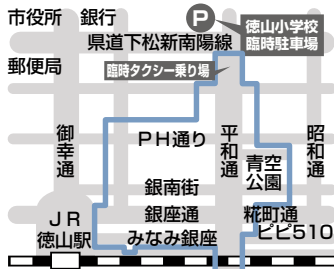 市役所 銀行
P
徳山小学校
臨時駐車場
県道下松新南陽線
郵便局
臨時タクシー乗り場
御幸通
PH通り
平和通
昭和通
青空
公園
銀南街
JR
徳山駅
銀座通
糀町通
みなみ銀座
ピピ510